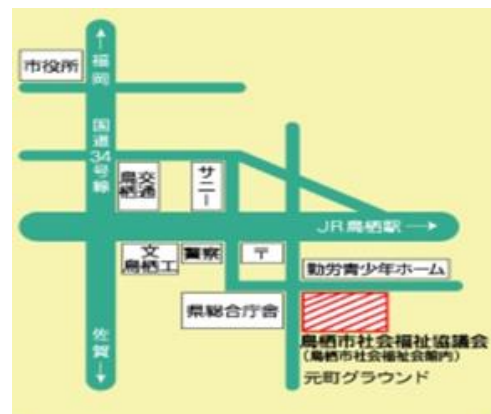 福岡
市役所
国道34号線
鳥栖
交通
サニー
JR鳥栖駅
鳥栖工
文
警察
〒
勤労青少年ホーム
県総合庁舎
鳥栖市社会福祉協議会
(鳥栖市社会福祉会館内)
元町グラウンド
佐賀